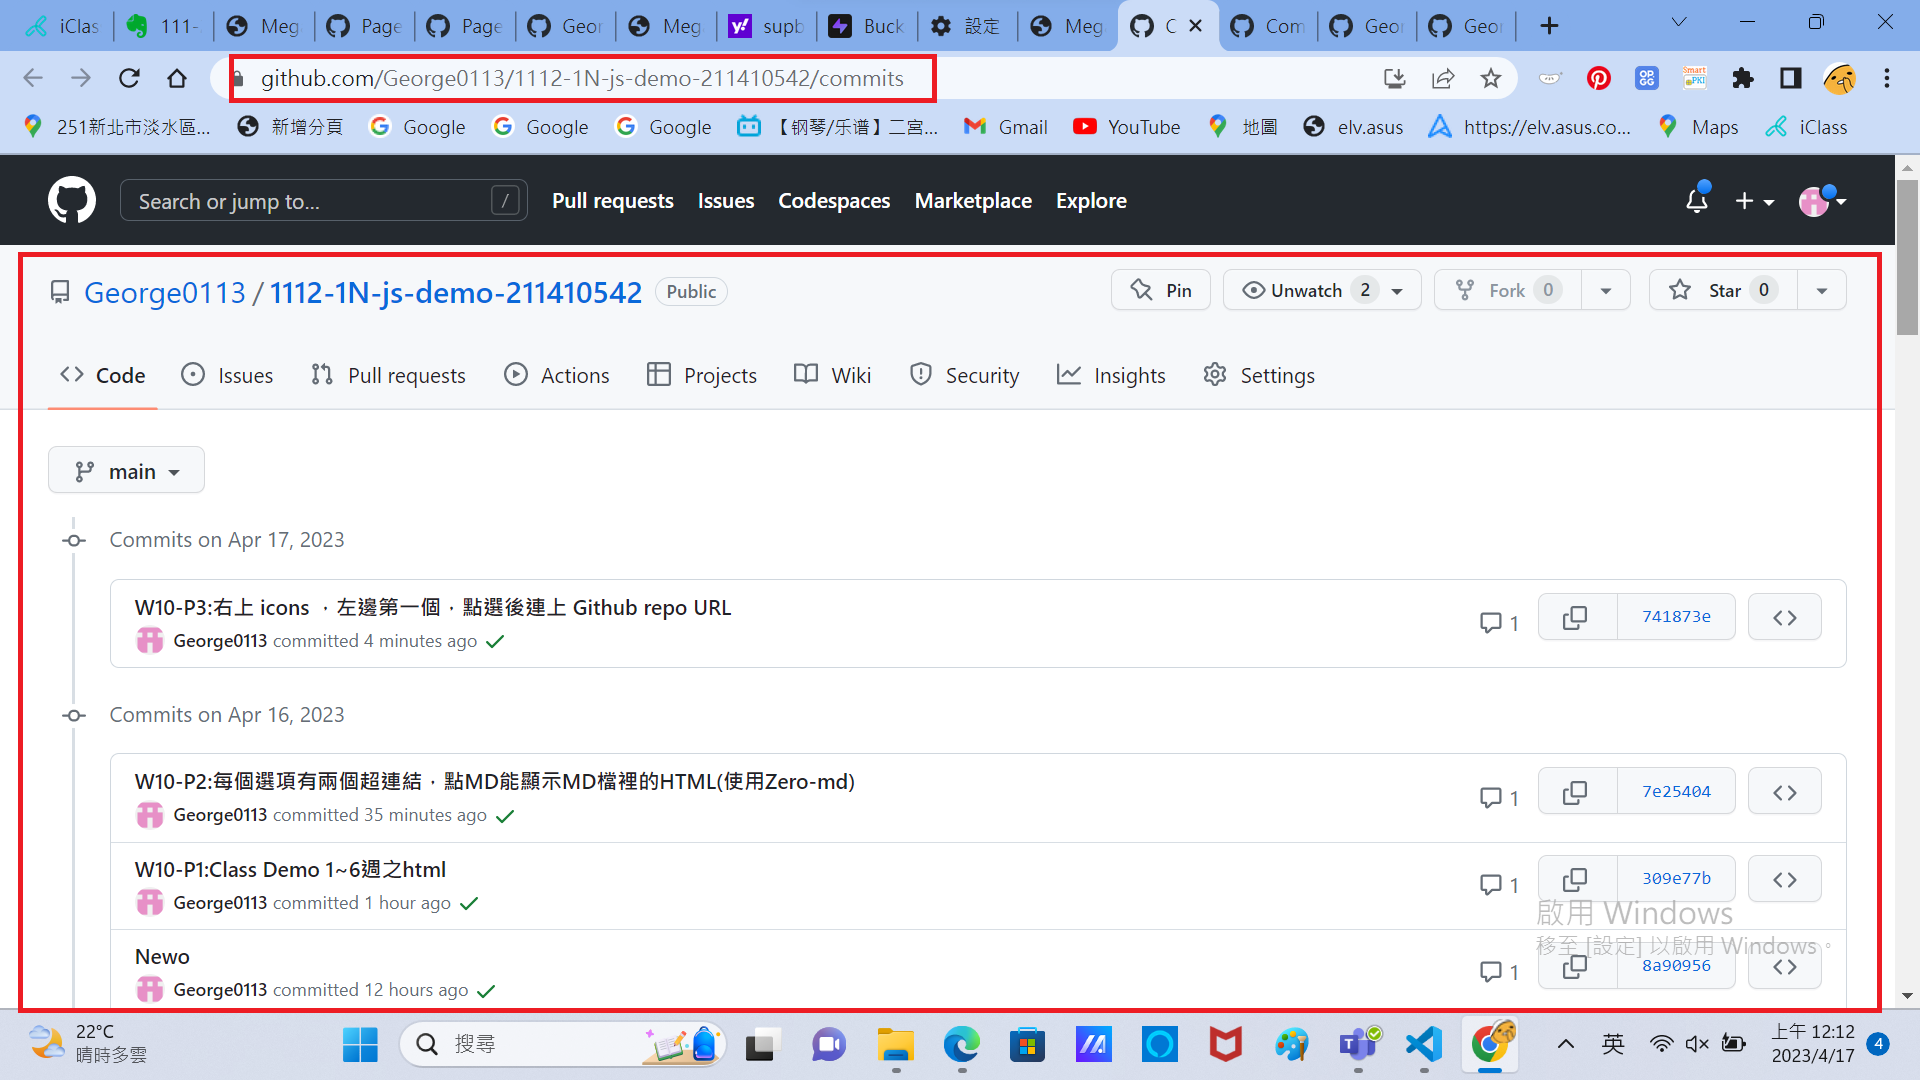 iClas
111-
Meg
Page
Page
Geor
Meg
supb
Buck
設定
Meg
C
Com
Geor
Geor
github.com/George0113/1112-1N-js-demo-211410542/commits
251新北市淡水區...
新增分頁
Google
Google
Google
【钢琴/乐谱】二宮...
Gmail
YouTube
地圖
elv.asus
https://elv.asus.co...
Maps
iClass
Search or jump to...
/
Pull requests
Issues
Codespaces
Marketplace
Explore
George0113 / 1112-1N-js-demo-211410542
Public
Pin
Unwatch 2
Fork 0
Star 0
Code
Issues
Pull requests
Actions
Projects
Wiki
Security
Insights
Settings
main
Commits on Apr 17, 2023
W10-P3:右上 icons ，左邊第一個，點選後連上 Github repo URL
George0113 committed 4 minutes ago
1
741873e
Commits on Apr 16, 2023
W10-P2:每個選項有兩個超連結，點MD能顯示MD檔裡的HTML(使用Zero-md)
George0113 committed 35 minutes ago
1
7e25404
W10-P1:Class Demo 1~6週之html
George0113 committed 1 hour ago
1
309e77b
啟用 Windows
移至 [設定] 以啟用 Windows。
Newo
George0113 committed 12 hours ago
1
8a90956
22°C
晴時多雲
搜尋
英
上午 12:12
2023/4/17
4